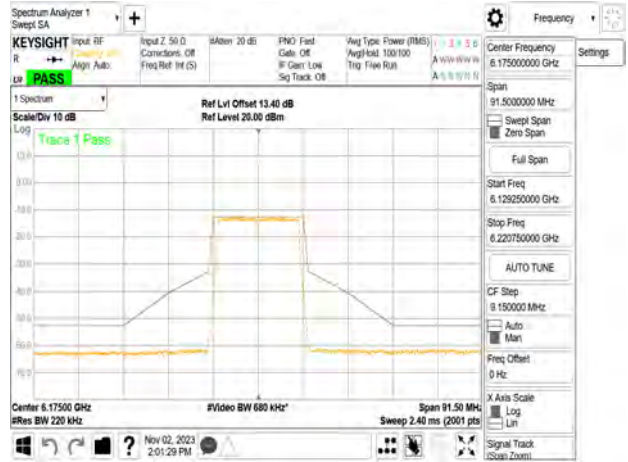 Spectrum Analyzer 1
Swept SA
+
Frequency
Settings
KEYSIGHT
Input: RF
Align: Auto
Input Z: 50 Ω
Corrections: Off
Freq Ref: Int (S)
#Atten: 20 dB
PNO: Fast
Gate: Off
IF Gain: Low
Sig Track: Off
Avg Type: Power (RMS)
Avg|Hold: 100/100
Trig: Free Run
R
PASS
1 Spectrum
Scale/Div 10 dB
Ref Lvl Offset 13.40 dB
Ref Level 20.00 dBm
Log
Trace 1 Pass
Center 6.17500 GHz
#Res BW 220 kHz
#Video BW 680 kHz*
Span 91.50 MHz
Sweep 2.40 ms (2001 pts
Center Frequency
6.175000000 GHz
Span
91.5000000 MHz
Swept Span
Zero Span
Full Span
Start Freq
6.129250000 GHz
Stop Freq
6.220750000 GHz
AUTO TUNE
CF Step
9.150000 MHz
Auto
Man
Freq Offset
0 Hz
X Axis Scale
Log
Lin
Signal Track
(Span Zoom)
?
Nov 02, 2023
2:01:29 PM